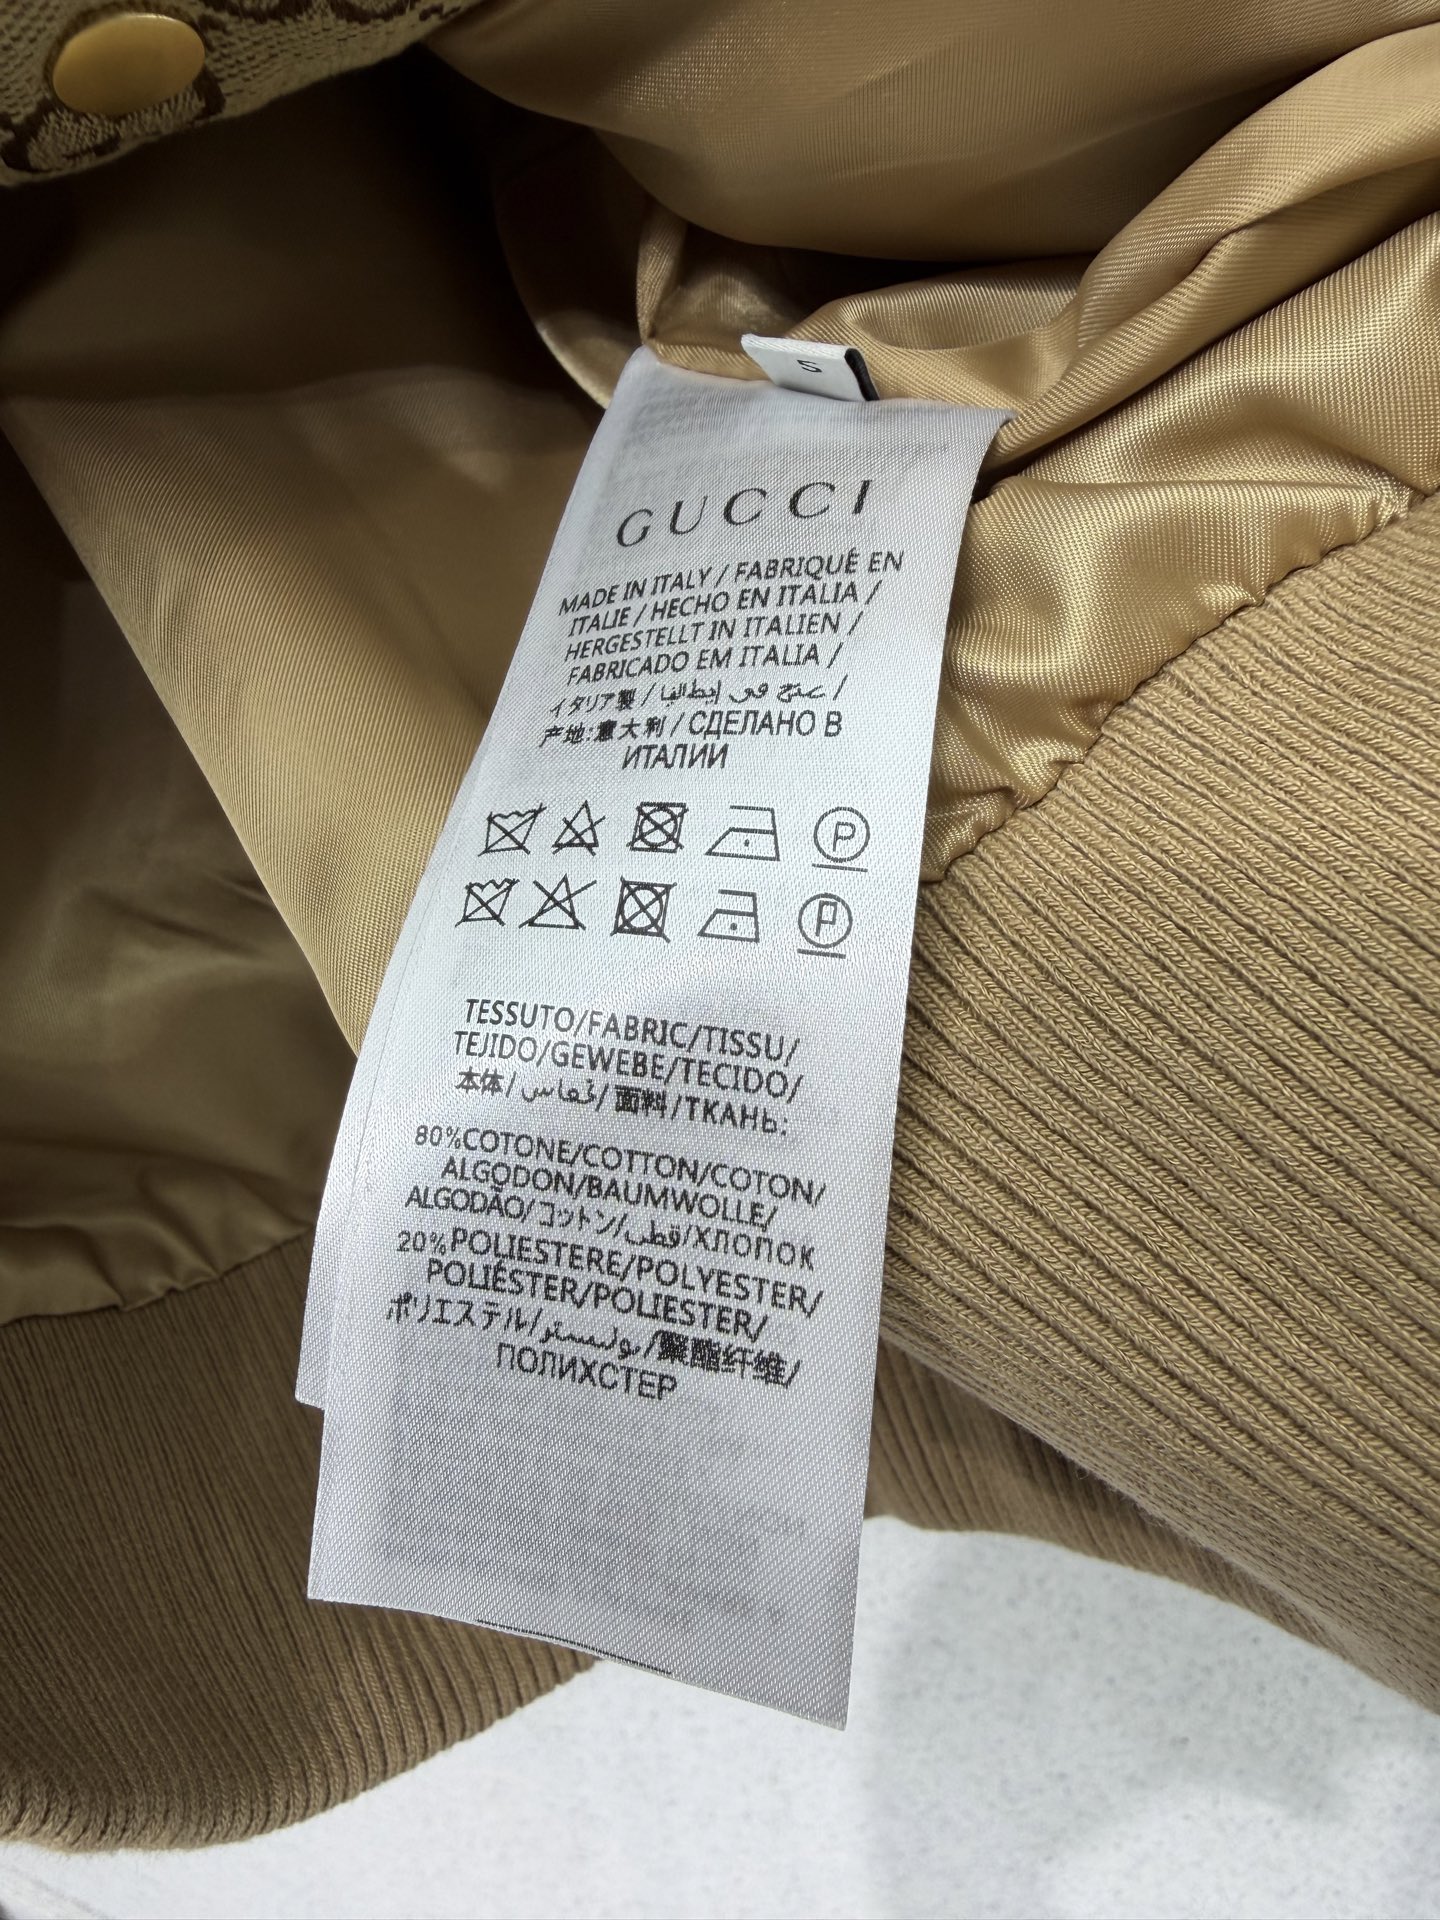 S
GUCCI
MADE IN ITALY / FABRIQUÉ EN
ITALIE / HECHO EN ITALIA /
HERGESTELLT IN ITALIEN /
FABRICADO EM ITALIA /
イタリア製 / صنع في إيطاليا /
产地:意大利 / СДЕЛАНО В
ИТАЛИИ
P
P
TESSUTO/FABRIC/TISSU/
TEJIDO/GEWEBE/TECIDO/
本体/قماش/面料/ТКАНЬ:
80%COTONE/COTTON/COTON/
ALGODON/BAUMWOLLE/
ALGODÃO/コットン/قطن/ХЛОПОК
20%POLIESTERE/POLYESTER/
POLIÉSTER/POLIESTER/
ポリエステル/بوليستر/聚酯纤维/
ПОЛИХСТЕР